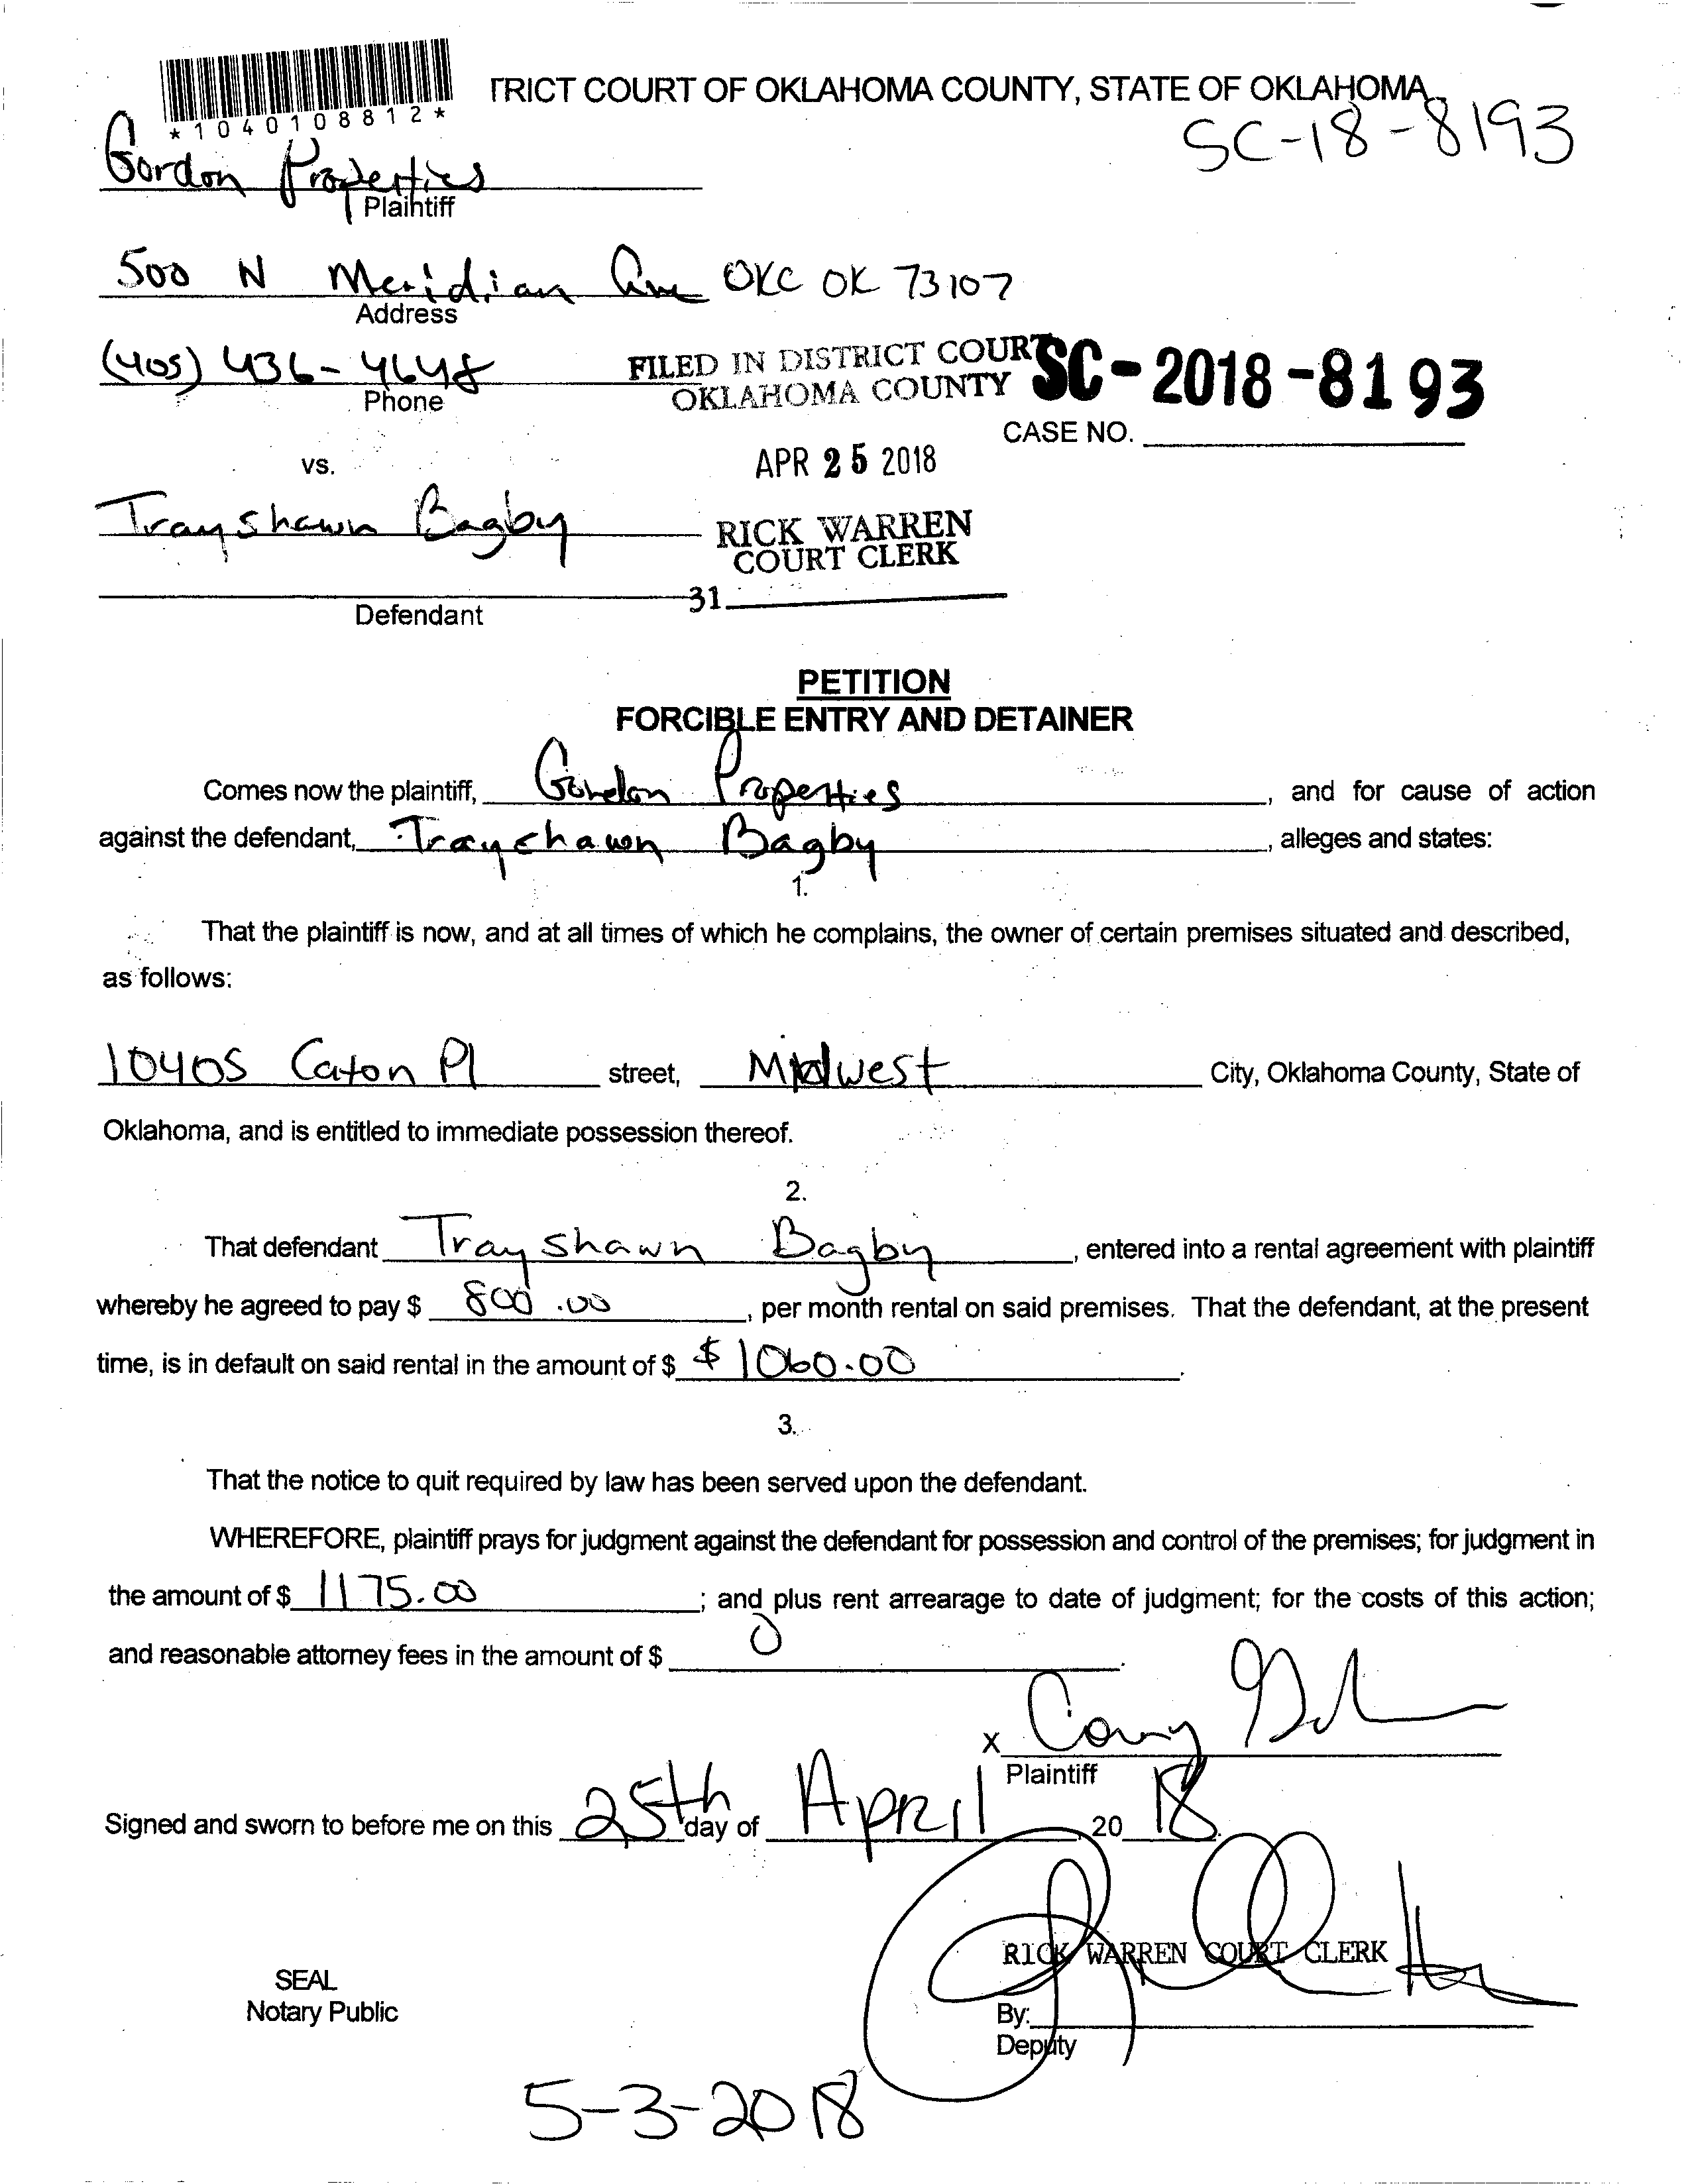 TRICT COURT OF OKLAHOMA COUNTY, STATE OF OKLAHOMA
*1040108812*
SC-18-8193
Gordon Properties
Plaintiff
500 N Meridian Ave OKC OK 73107
Address
(405) 436-4648
Phone
FILED IN DISTRICT COURT
OKLAHOMA COUNTY
SC-2018-8193
CASE NO.
vs.
APR 25 2018
Trayshawn Bagby
RICK WARREN
COURT CLERK
31
Defendant
PETITION
FORCIBLE ENTRY AND DETAINER
Comes now the plaintiff, Gordon Properties, and for cause of action
against the defendant, Trayshawn Bagby, alleges and states:
1.
That the plaintiff is now, and at all times of which he complains, the owner of certain premises situated and described,
as follows:
10405 Caton Pl street, Midwest City, Oklahoma County, State of
Oklahoma, and is entitled to immediate possession thereof.
2.
That defendant Trayshawn Bagby, entered into a rental agreement with plaintiff
whereby he agreed to pay $ 800.00, per month rental on said premises. That the defendant, at the present
time, is in default on said rental in the amount of $ $1060.00.
3.
That the notice to quit required by law has been served upon the defendant.
WHEREFORE, plaintiff prays for judgment against the defendant for possession and control of the premises; for judgment in
the amount of $ 1175.00; and plus rent arrearage to date of judgment; for the costs of this action;
and reasonable attorney fees in the amount of $ 0.
X
Plaintiff
Signed and sworn to before me on this 25th day of April, 20 18.
RICK WARREN COURT CLERK
SEAL
Notary Public
By:
Deputy
5-3-2018